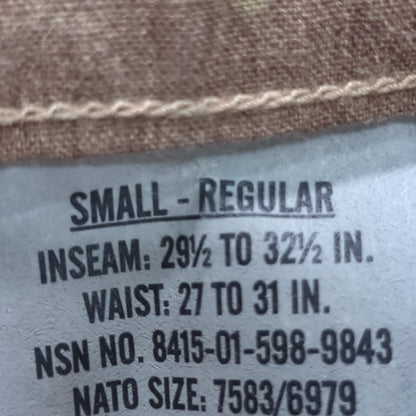 SMALL - REGULAR
INSEAM: 29½ TO 32½ IN.
WAIST: 27 TO 31 IN.
NSN NO. 8415-01-598-9843
NATO SIZE: 7583/6979